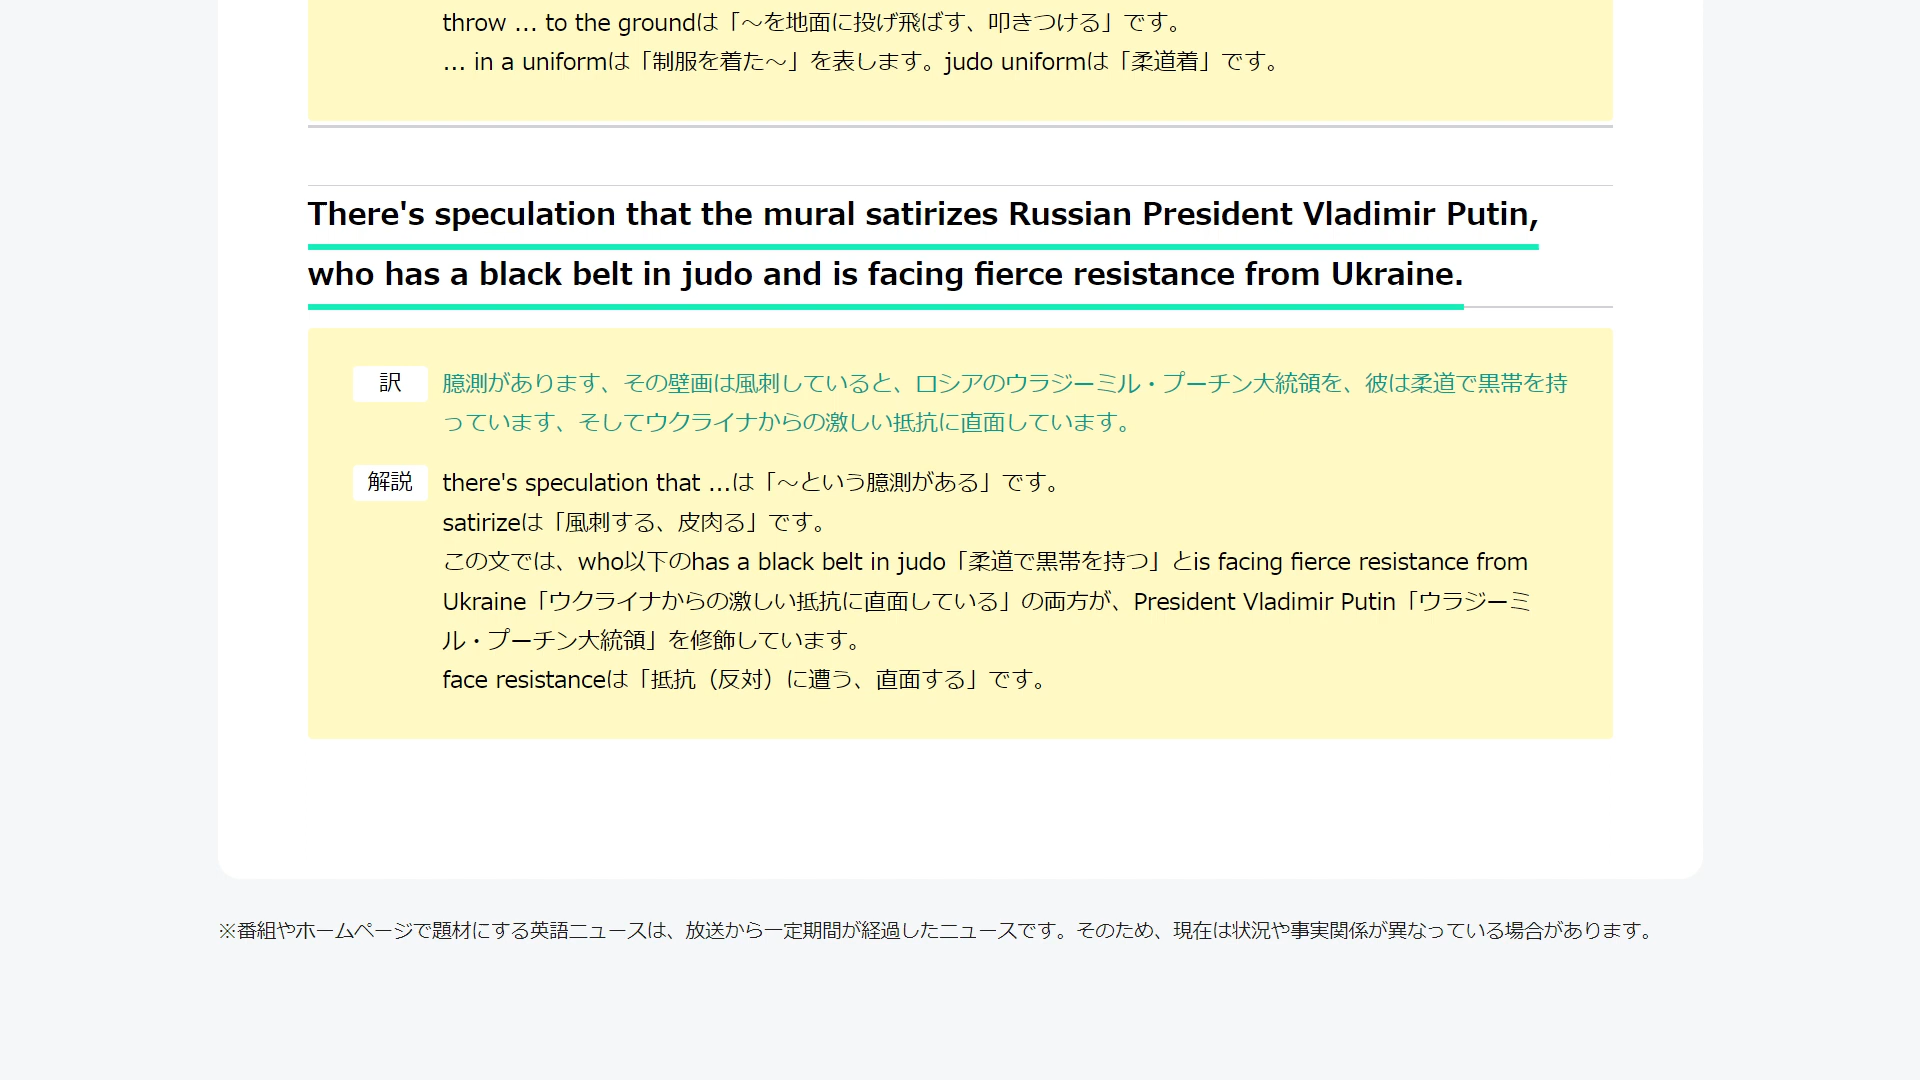 throw ... to the groundは「～を地面に投げ飛ばす、叩きつける」です。
... in a uniformは「制服を着た～」を表します。judo uniformは「柔道着」です。
There's speculation that the mural satirizes Russian President Vladimir Putin,
who has a black belt in judo and is facing fierce resistance from Ukraine.
訳 臆測があります、その壁画は風刺していると、ロシアのウラジーミル・プーチン大統領を、彼は柔道で黒帯を持
っています、そしてウクライナからの激しい抵抗に直面しています。
解説 there's speculation that ...は「～という臆測がある」です。
satirizeは「風刺する、皮肉る」です。
この文では、who以下のhas a black belt in judo「柔道で黒帯を持つ」とis facing fierce resistance from
Ukraine「ウクライナからの激しい抵抗に直面している」の両方が、President Vladimir Putin「ウラジーミ
ル・プーチン大統領」を修飾しています。
face resistanceは「抵抗（反対）に遭う、直面する」です。
※番組やホームページで題材にする英語ニュースは、放送から一定期間が経過したニュースです。そのため、現在は状況や事実関係が異なっている場合があります。